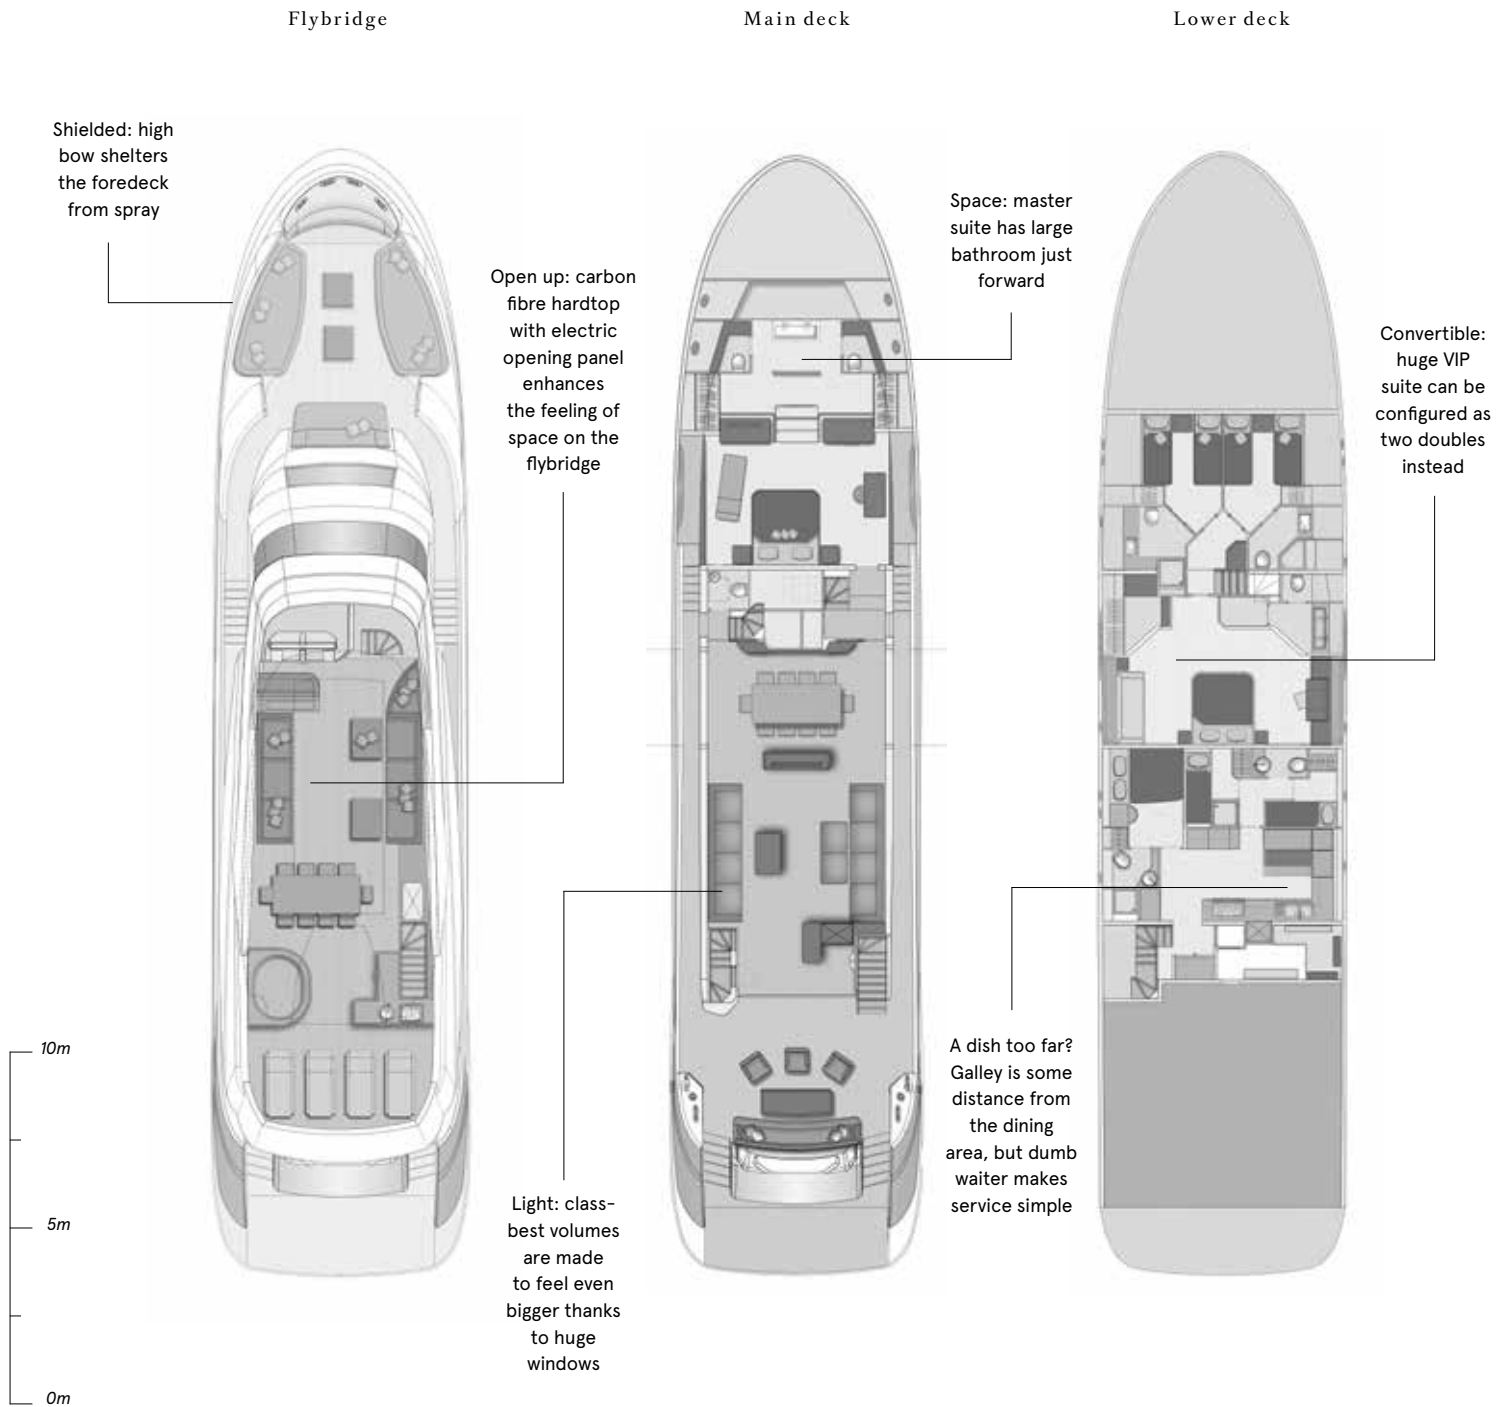 Flybridge
Main deck
Lower deck
Shielded: high
bow shelters
the foredeck
from spray
Open up: carbon
fibre hardtop
with electric
opening panel
enhances
the feeling of
space on the
flybridge
Space: master
suite has large
bathroom just
forward
Convertible:
huge VIP
suite can be
configured as
two doubles
instead
Light: class-
best volumes
are made
to feel even
bigger thanks
to huge
windows
A dish too far?
Galley is some
distance from
the dining
area, but dumb
waiter makes
service simple
10m
5m
0m